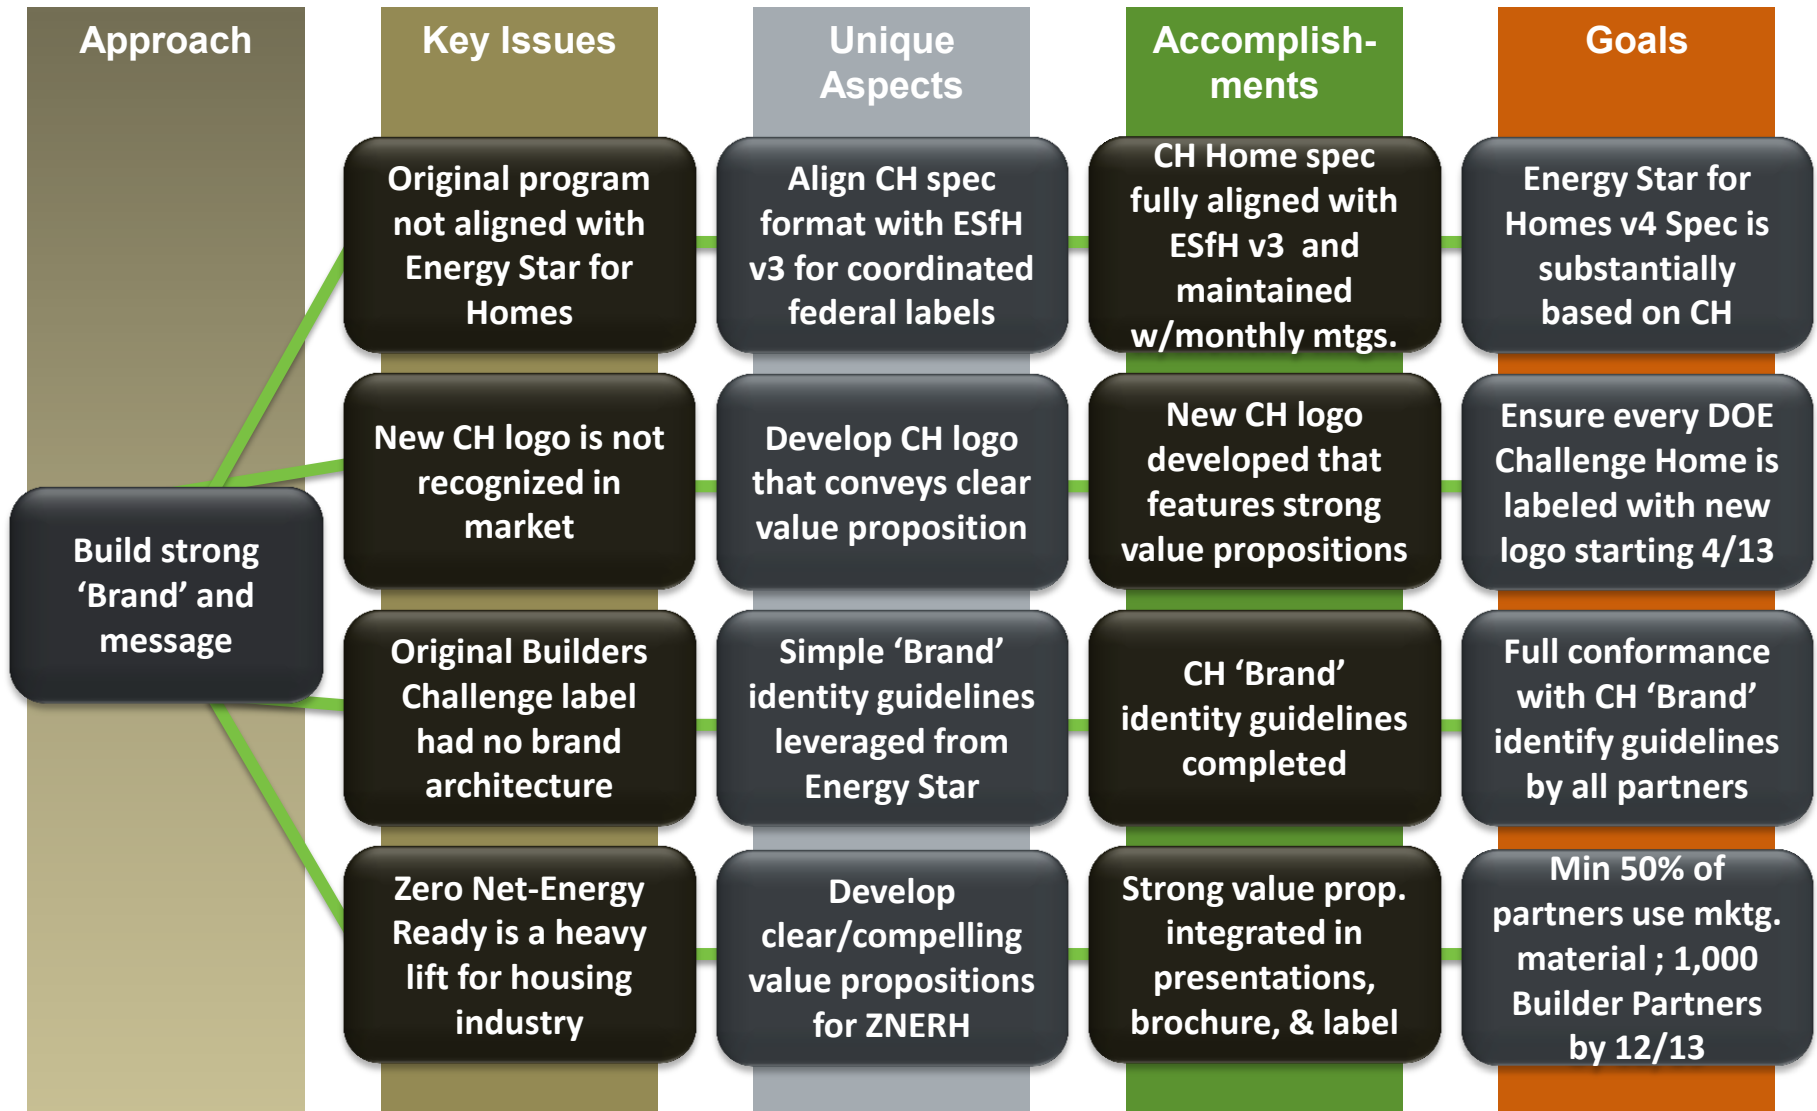 Approach
Key Issues
Unique
Aspects
Accomplish-
ments
Goals
Build strong
‘Brand’ and
message
Original program
not aligned with
Energy Star for
Homes
Align CH spec
format with ESfH
v3 for coordinated
federal labels
CH Home spec
fully aligned with
ESfH v3 and
maintained
w/monthly mtgs.
Energy Star for
Homes v4 Spec is
substantially
based on CH
New CH logo is not
recognized in
market
Develop CH logo
that conveys clear
value proposition
New CH logo
developed that
features strong
value propositions
Ensure every DOE
Challenge Home is
labeled with new
logo starting 4/13
Original Builders
Challenge label
had no brand
architecture
Simple ‘Brand’
identity guidelines
leveraged from
Energy Star
CH ‘Brand’
identity guidelines
completed
Full conformance
with CH ‘Brand’
identify guidelines
by all partners
Zero Net-Energy
Ready is a heavy
lift for housing
industry
Develop
clear/compelling
value propositions
for ZNERH
Strong value prop.
integrated in
presentations,
brochure, & label
Min 50% of
partners use mktg.
material ; 1,000
Builder Partners
by 12/13